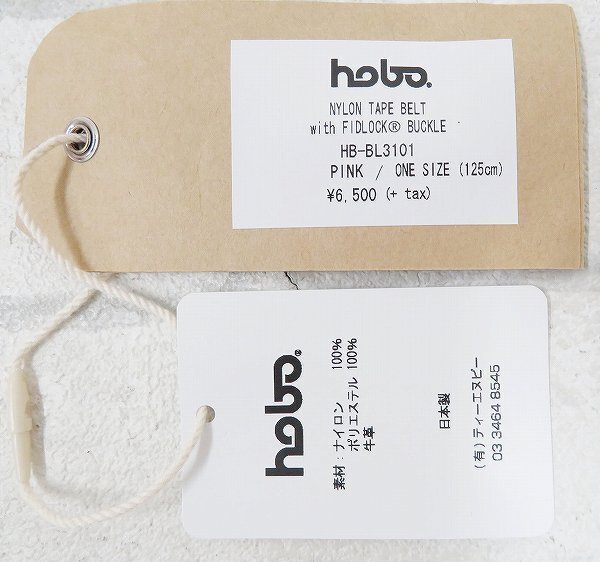 hobo.
NYLON TAPE BELT
with FIDLOCK® BUCKLE
HB-BL3101
PINK / ONE SIZE (125cm)
¥6,500 (+ tax)
hobo.®
素材：ナイロン 100%
ポリエステル 100%
牛革
日本製
(有)ティーエヌピー
03 3464 8545